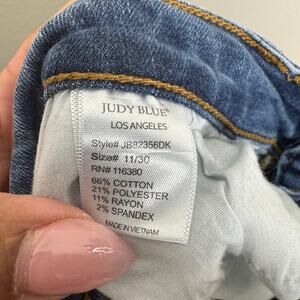 JUDY BLUE®
LOS ANGELES
Style# JB82356DK
Size# 11/30
RN# 116380
66% COTTON
21% POLYESTER
11% RAYON
2% SPANDEX
MADE IN VIETNAM